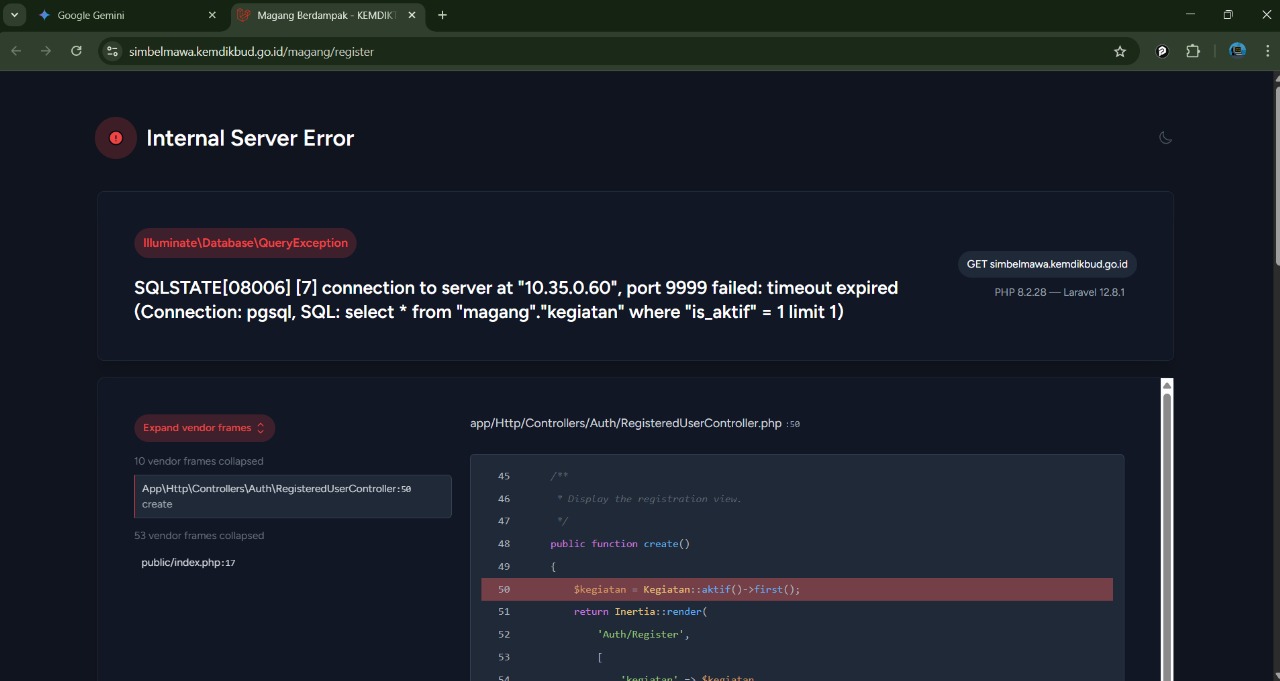 Google Gemini
Magang Berdampak - KEMDIKT
simbelmawa.kemdikbud.go.id/magang/register
Internal Server Error
Illuminate\Database\QueryException
GET simbelmawa.kemdikbud.go.id
SQLSTATE[08006] [7] connection to server at "10.35.0.60", port 9999 failed: timeout expired
PHP 8.2.28 — Laravel 12.8.1
(Connection: pgsql, SQL: select * from "magang"."kegiatan" where "is_aktif" = 1 limit 1)
Expand vendor frames
10 vendor frames collapsed
App\Http\Controllers\Auth\RegisteredUserController:50
create
53 vendor frames collapsed
public/index.php:17
app/Http/Controllers/Auth/RegisteredUserController.php :50
45 /**
46 * Display the registration view.
47 */
48 public function create()
49 {
50 $kegiatan = Kegiatan::aktif()->first();
51 return Inertia::render(
52 'Auth/Register',
53 [
54 'kegiatan' => $kegiatan